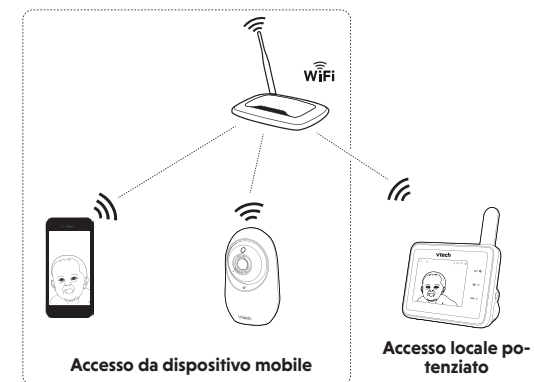 WiFi
vtech
vtech
Accesso da dispositivo mobile
Accesso locale po-
tenziato